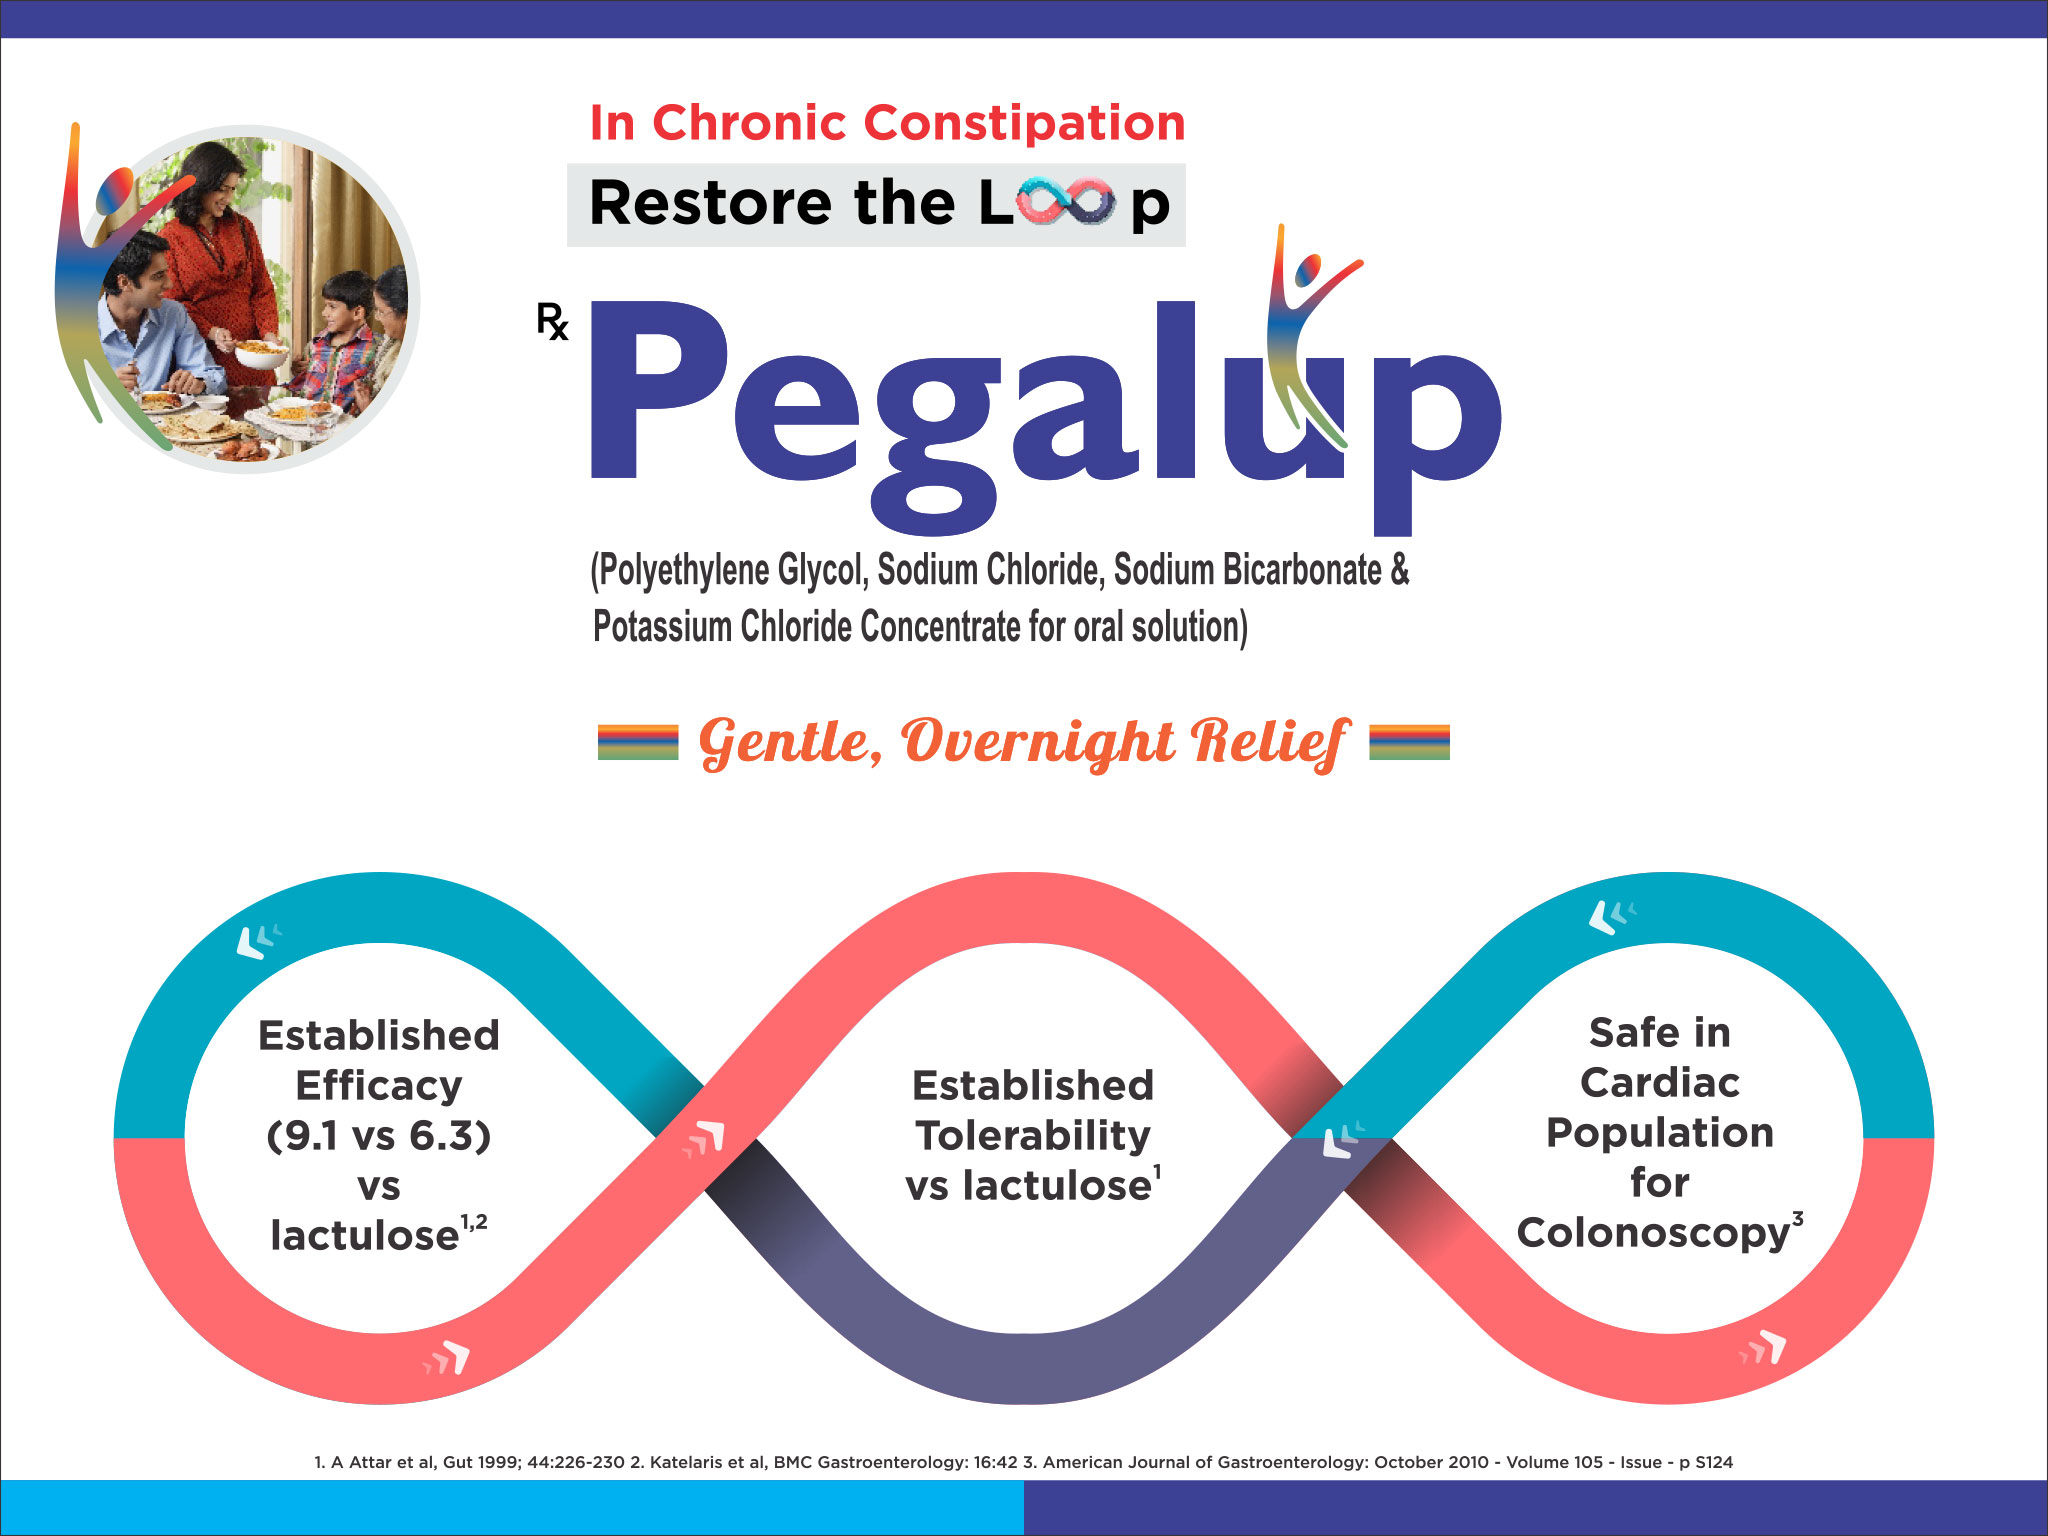 In Chronic Constipation
Restore the Loop
Rx Pegalup
(Polyethylene Glycol, Sodium Chloride, Sodium Bicarbonate &
Potassium Chloride Concentrate for oral solution)
Gentle, Overnight Relief
Established
Efficacy
(9.1 vs 6.3)
vs
lactulose1,2
Established
Tolerability
vs lactulose1
Safe in
Cardiac
Population
for
Colonoscopy3
1. A Attar et al, Gut 1999; 44:226-230 2. Katelaris et al, BMC Gastroenterology: 16:42 3. American Journal of Gastroenterology: October 2010 - Volume 105 - Issue - p S124